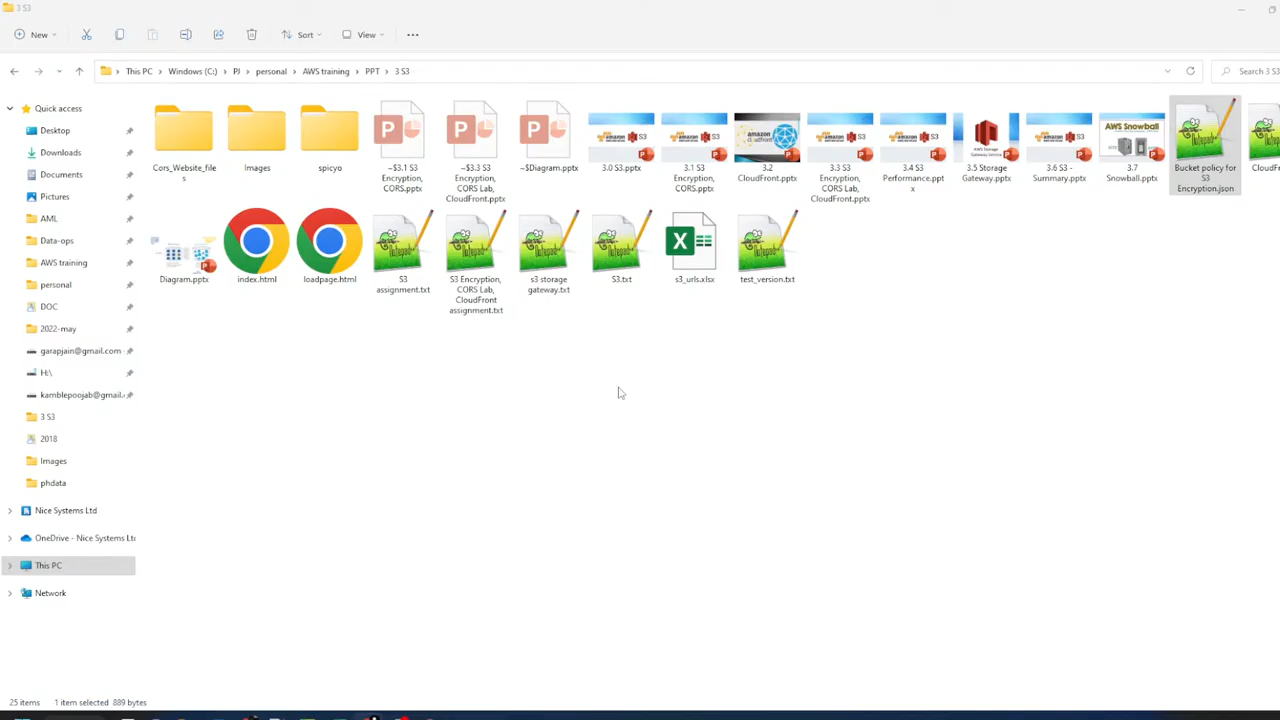 3 S3
New
Sort
View
This PC > Windows (C:) > PJ > personal > AWS training > PPT > 3 S3
Search 3 S3
Quick access
Desktop
Downloads
Documents
Pictures
AML
Data-ops
AWS training
personal
DOC
2022-may
garapjain@gmail.com
H:\
kamblepoojab@gmail.
3 S3
2018
Images
phdata
Nice Systems Ltd
OneDrive - Nice Systems Ltd
This PC
Network
Cors_Website_file
s
Images
spicyo
~$3.1 S3
Encryption,
CORS.pptx
~$3.3 S3
Encryption,
CORS Lab,
CloudFront.pptx
~$Diagram.pptx
3.0 S3.pptx
3.1 S3
Encryption,
CORS.pptx
3.2
CloudFront.pptx
3.3 S3
Encryption,
CORS Lab,
CloudFront.pptx
3.4 S3
Performance.ppt
x
3.5 Storage
Gateway.pptx
3.6 S3 -
Summary.pptx
AWS Snowball
3.7
Snowball.pptx
Bucket policy for
S3
Encryption.json
CloudFr
Diagram.pptx
index.html
loadpage.html
S3
assignment.txt
S3 Encryption,
CORS Lab,
CloudFront
assignment.txt
s3 storage
gateway.txt
S3.txt
s3_urls.xlsx
test_version.txt
25 items
1 item selected 889 bytes